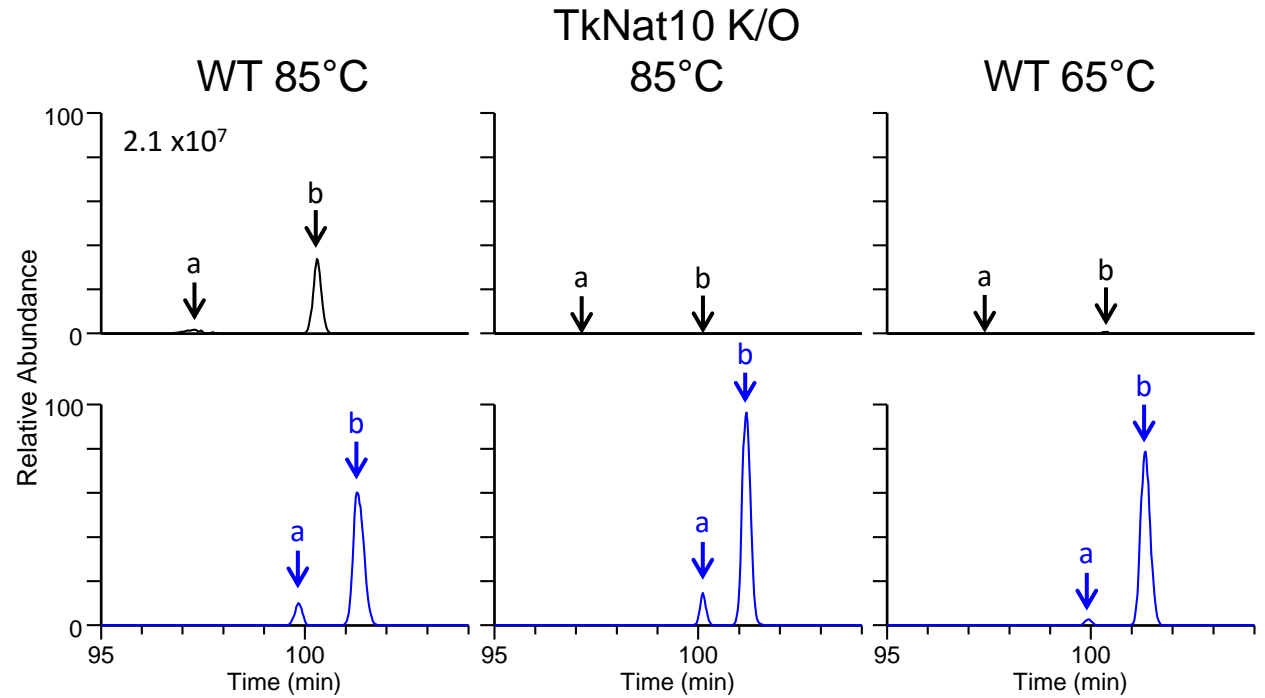 TkNat10 K/O
WT 85°C
85°C
WT 65°C
Relative Abundance
100
0
2.1 x10⁷
a
b
a
b
a
b
100
0
a
b
a
b
a
b
95
100
95
100
95
100
Time (min)
Time (min)
Time (min)